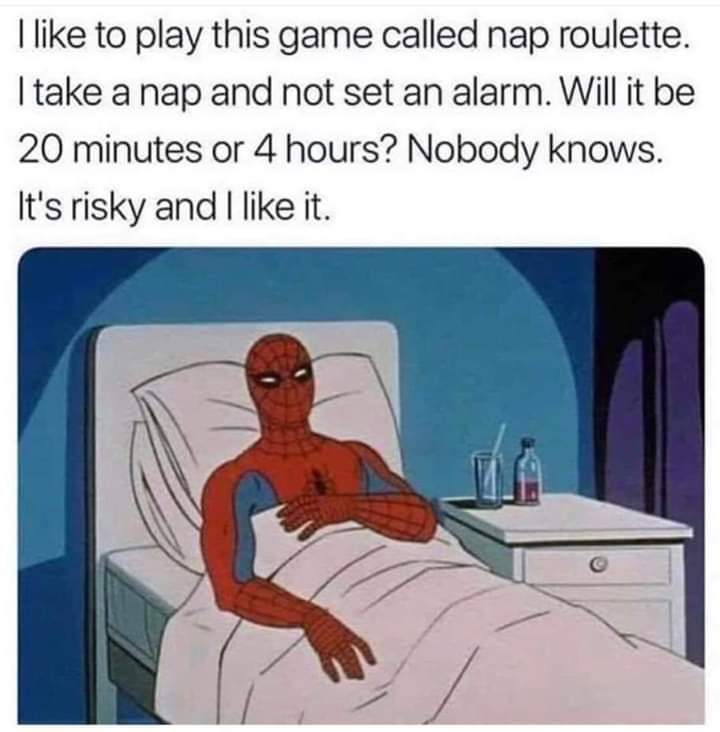 I like to play this game called nap roulette.
I take a nap and not set an alarm. Will it be
20 minutes or 4 hours? Nobody knows.
It's risky and I like it.